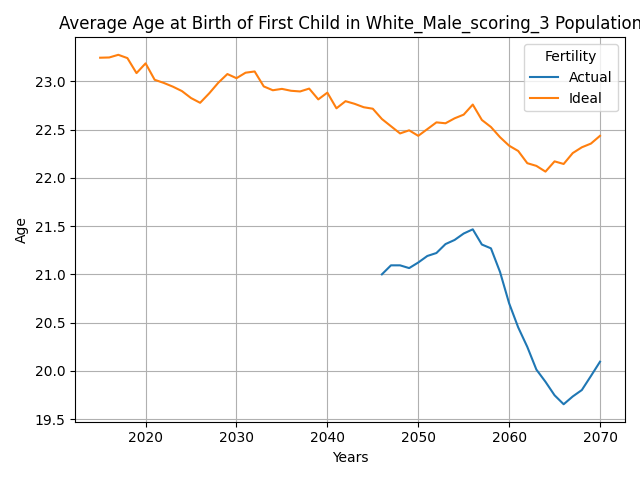 Average Age at Birth of First Child in White_Male_scoring_3 Population
Fertility
Actual
Ideal
Age
23.0
22.5
22.0
21.5
21.0
20.5
20.0
19.5
2020 2030 2040 2050 2060 2070
Years